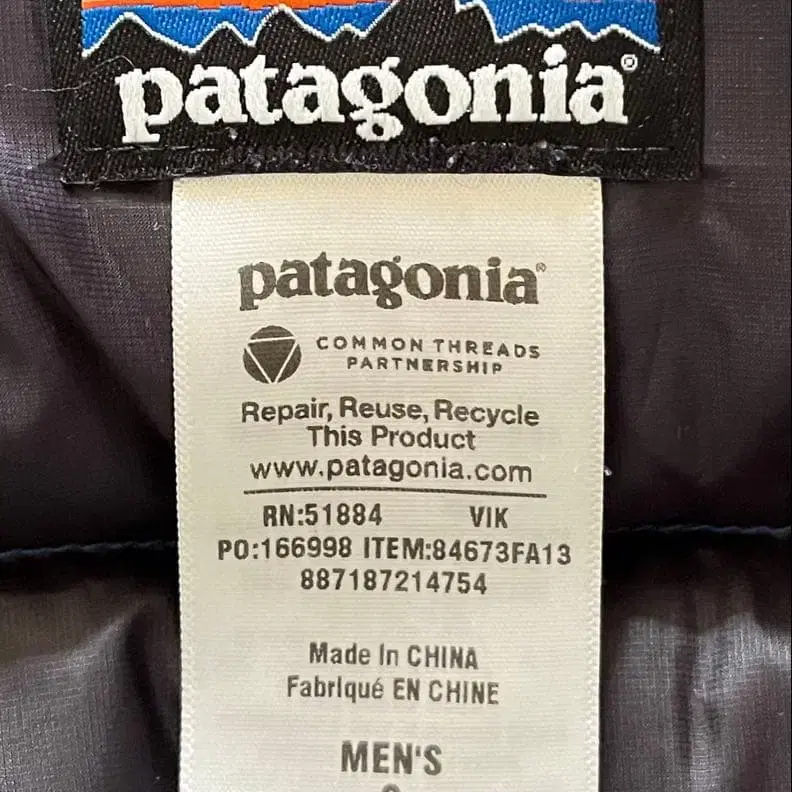 patagonia®
patagonia®
COMMON THREADS
PARTNERSHIP
Repair, Reuse, Recycle
This Product
www.patagonia.com
RN:51884 VIK
PO:166998 ITEM:84673FA13
887187214754
Made In CHINA
Fabriqué EN CHINE
MEN'S